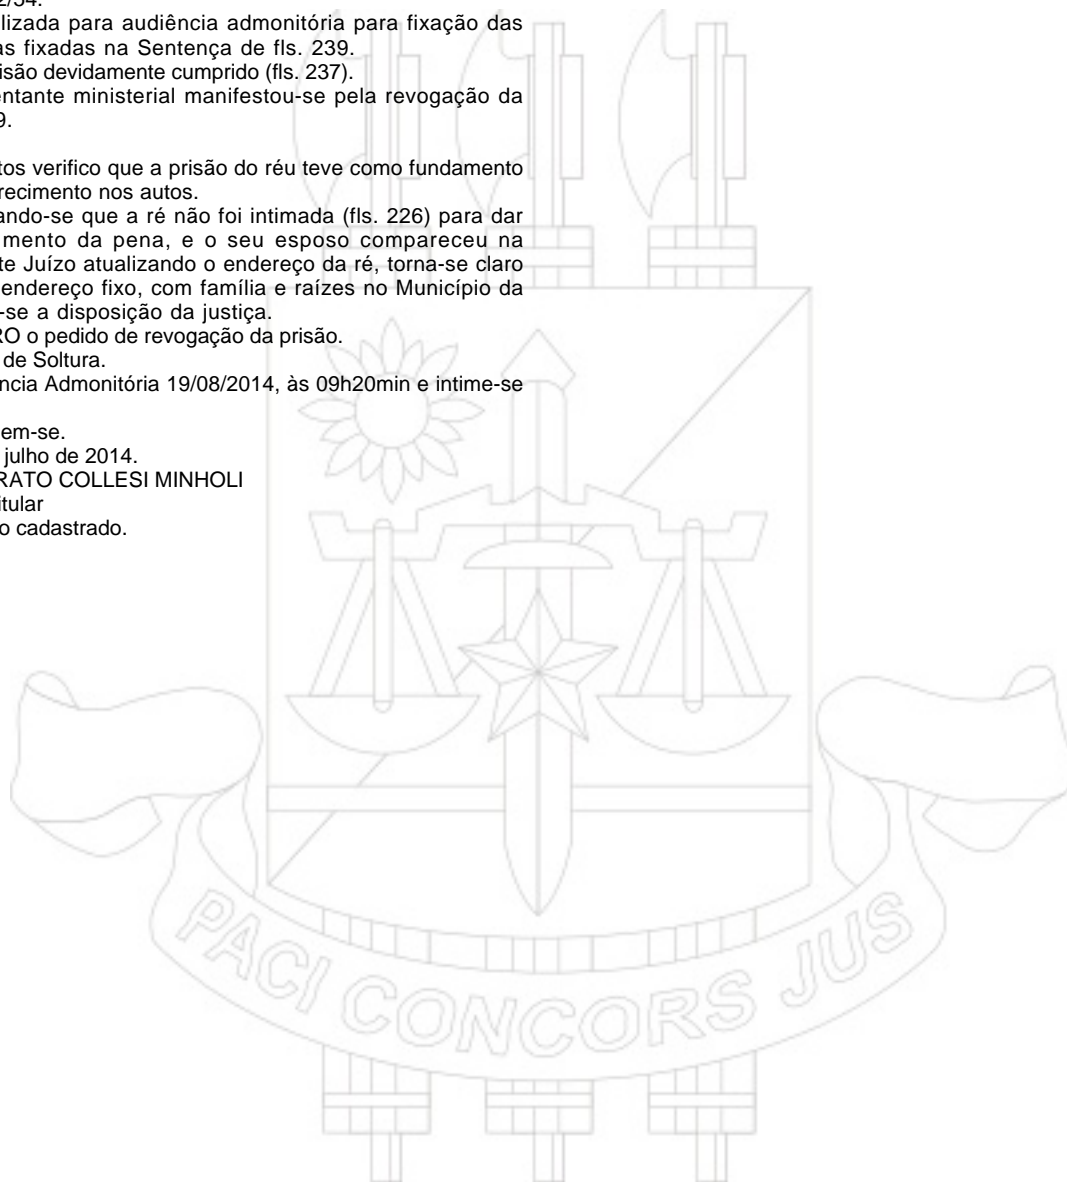 2/54.
lizada para audiência admonitória para fixação das
as fixadas na Sentença de fls. 239.
isão devidamente cumprido (fls. 237).
entante ministerial manifestou-se pela revogação da
9.
tos verifico que a prisão do réu teve como fundamento
recimento nos autos.
ando-se que a ré não foi intimada (fls. 226) para dar
mento da pena, e o seu esposo compareceu na
te Juízo atualizando o endereço da ré, torna-se claro
endereço fixo, com família e raízes no Município da
-se a disposição da justiça.
RO o pedido de revogação da prisão.
de Soltura.
ncia Admonitória 19/08/2014, às 09h20min e intime-se
em-se.
julho de 2014.
RATO COLLESI MINHOLI
itular
o cadastrado.
PACI CONCORS JUS